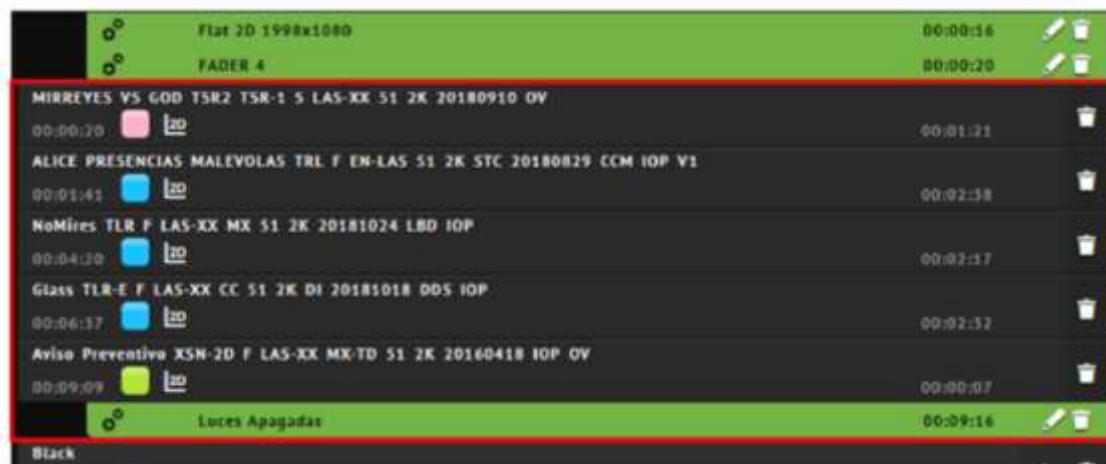 Flat 2D 1998x1080 00:00:16
FADER 4 00:00:20
MIRREYES VS GOD TSR2 TSR-1 S LAS-XX 51 2K 20180910 OV
00:00:20 2D 00:01:21
ALICE PRESENCIAS MALEVOLAS TRL F EN-LAS 51 2K STC 20180829 CCM IOP V1
00:01:41 2D 00:02:38
NoMires TLR F LAS-XX MX 51 2K 20181024 LBD IOP
00:04:20 2D 00:02:17
Glass TLR-E F LAS-XX CC 51 2K DI 20181018 DDS IOP
00:06:37 2D 00:02:32
Aviso Preventivo XSN-2D F LAS-XX MX-TD 51 2K 20160418 IOP OV
00:09:09 2D 00:00:07
Luces Apagadas 00:09:16
Black